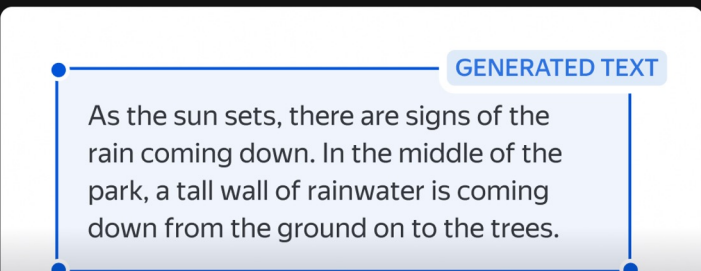 GENERATED TEXT
As the sun sets, there are signs of the
rain coming down. In the middle of the
park, a tall wall of rainwater is coming
down from the ground on to the trees.